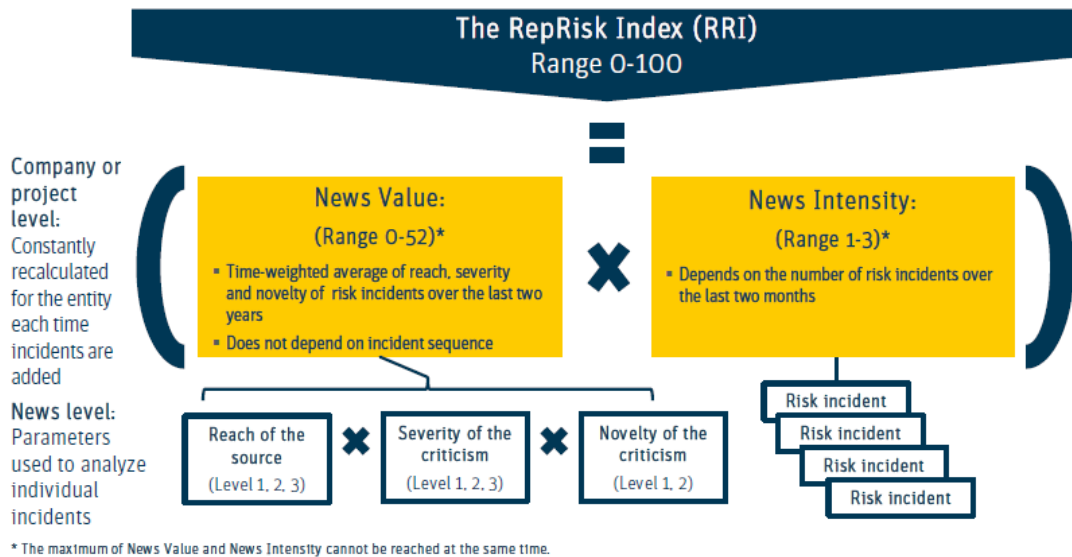 The RepRisk Index (RRI)
Range 0-100
Company or
project
level:
Constantly
recalculated
for the entity
each time
incidents are
added
News Value:
(Range 0-52)*
▪ Time-weighted average of reach, severity
and novelty of risk incidents over the last two
years
▪ Does not depend on incident sequence
News Intensity:
(Range 1-3)*
▪ Depends on the number of risk incidents over
the last two months
News level:
Parameters
used to analyze
individual
incidents
Reach of the
source
(Level 1, 2, 3)
Severity of the
criticism
(Level 1, 2, 3)
Novelty of the
criticism
(Level 1, 2)
Risk incident
Risk incident
Risk incident
Risk incident
* The maximum of News Value and News Intensity cannot be reached at the same time.